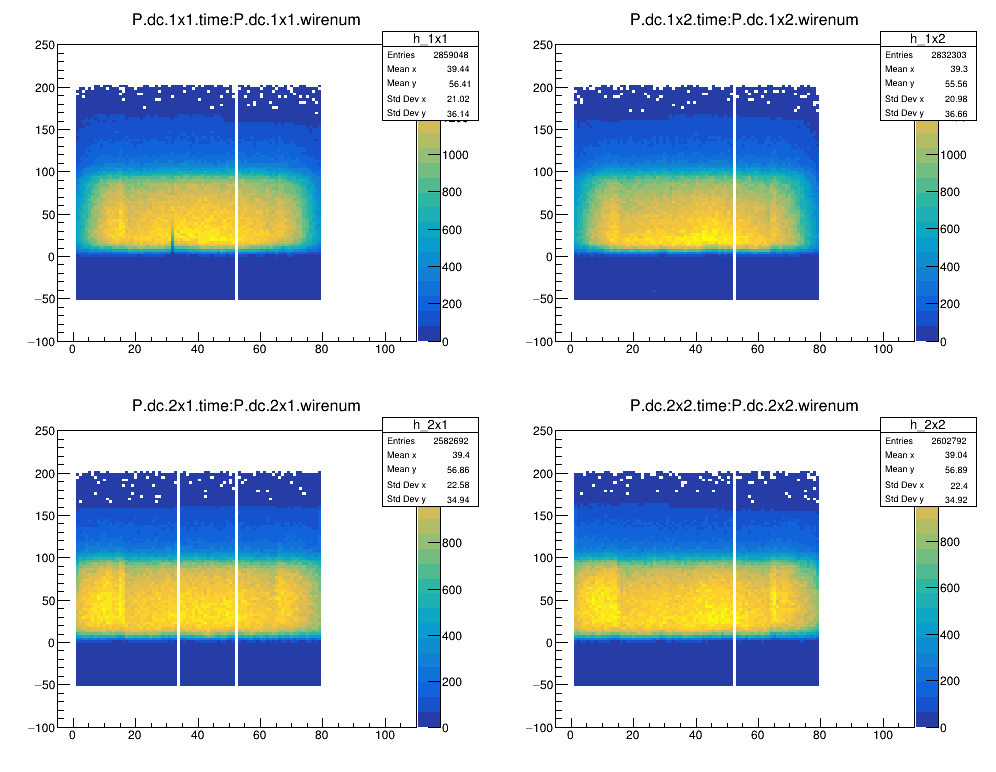 P.dc.1x1.time:P.dc.1x1.wirenum
h_1x1
Entries 2859048
Mean x 39.44
Mean y 56.41
Std Dev x 21.02
Std Dev y 36.14
250
200
150
100
50
0
−50
−100
0 20 40 60 80 100
1000
800
600
400
200
0
P.dc.1x2.time:P.dc.1x2.wirenum
h_1x2
Entries 2832303
Mean x 39.3
Mean y 55.56
Std Dev x 20.98
Std Dev y 36.66
250
200
150
100
50
0
−50
−100
0 20 40 60 80 100
1000
800
600
400
200
0
P.dc.2x1.time:P.dc.2x1.wirenum
h_2x1
Entries 2582692
Mean x 39.4
Mean y 56.86
Std Dev x 22.58
Std Dev y 34.94
250
200
150
100
50
0
−50
−100
0 20 40 60 80 100
800
600
400
200
0
P.dc.2x2.time:P.dc.2x2.wirenum
h_2x2
Entries 2602792
Mean x 39.04
Mean y 56.89
Std Dev x 22.4
Std Dev y 34.92
250
200
150
100
50
0
−50
−100
0 20 40 60 80 100
800
600
400
200
0